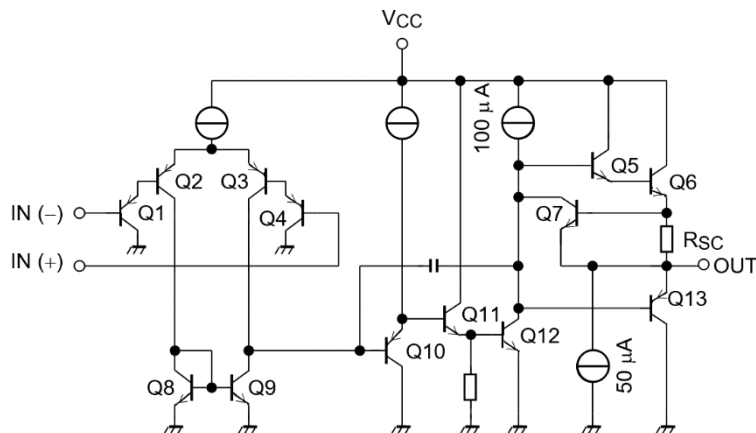 VCC
100 μA
Q5
Q6
Q2
Q3
Q1
Q4
Q7
IN (−)
RSC
IN (+)
OUT
Q11
Q13
Q10
Q12
50 μA
Q8
Q9